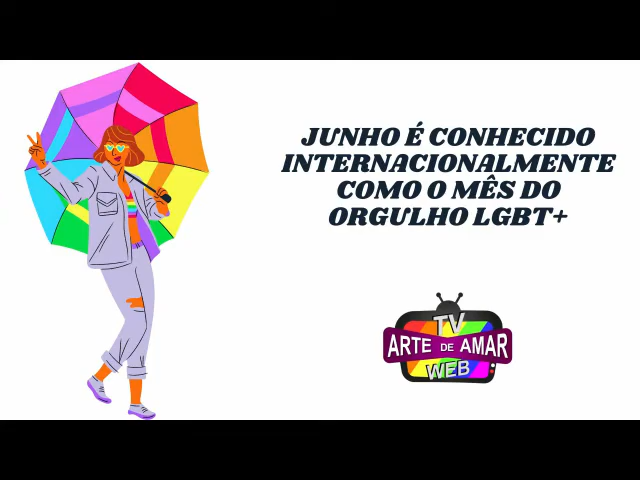 JUNHO É CONHECIDO
INTERNACIONALMENTE
COMO O MÊS DO
ORGULHO LGBT+
TV
ARTE DE AMAR
WEB